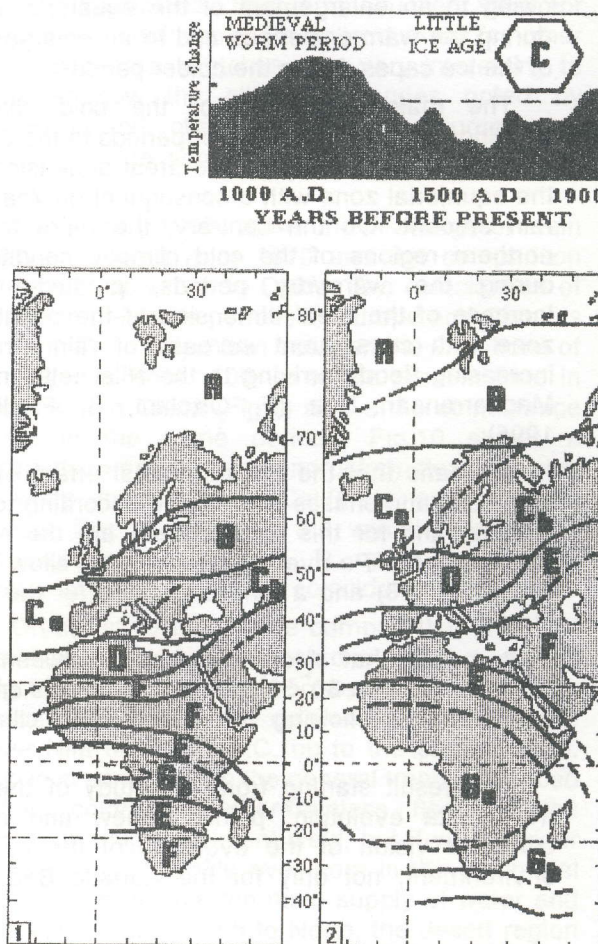 MEDIEVAL
WORM PERIOD
LITTLE
ICE AGE
C
Temperature change
1000 A.D. 1500 A.D. 1900
YEARS BEFORE PRESENT
0° 30°
A
B
Ca
Cb
D
F
F
E
Ga
E
F
1
0° 30°
80°
70°
60°
50°
40°
30°
20°
10°
0°
-10°
-20°
-30°
-40°
A
B
Ca
Cb
D
E
F
E
Ga
Gb
2